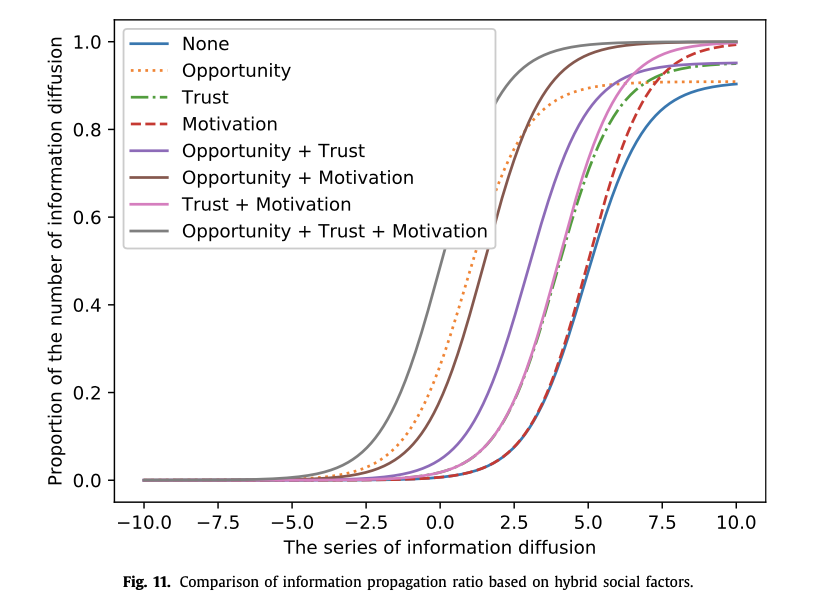 Proportion of the number of information diffusion
1.0
0.8
0.6
0.4
0.2
0.0
None
Opportunity
Trust
Motivation
Opportunity + Trust
Opportunity + Motivation
Trust + Motivation
Opportunity + Trust + Motivation
−10.0 −7.5 −5.0 −2.5 0.0 2.5 5.0 7.5 10.0
The series of information diffusion
Fig. 11. Comparison of information propagation ratio based on hybrid social factors.